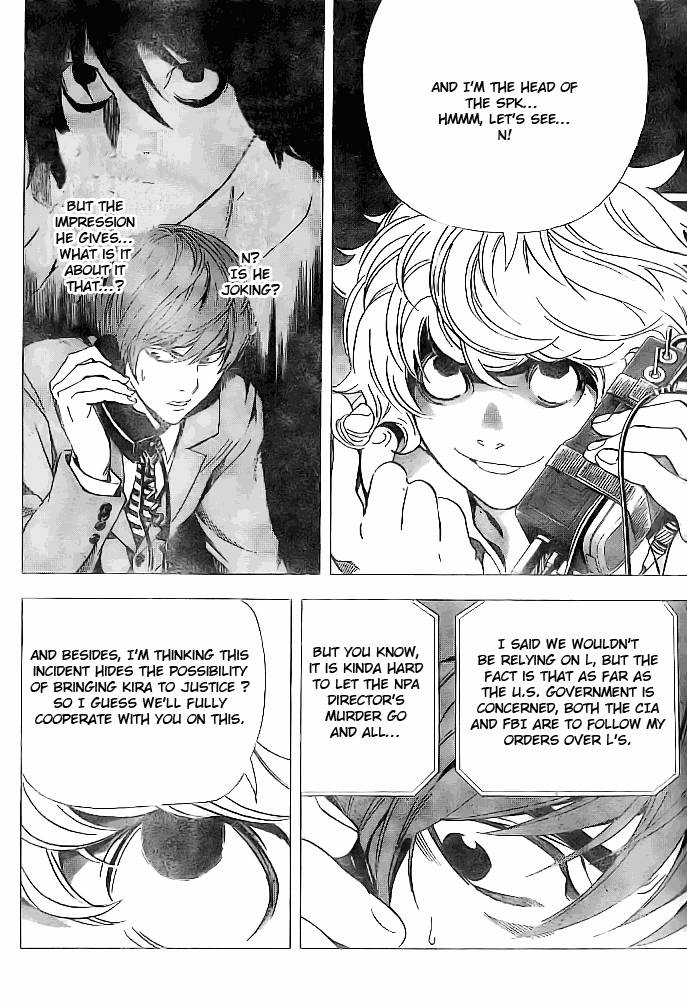 AND I'M THE HEAD OF
THE SPK...
HMMM, LET'S SEE...
N!
N?
IS HE
JOKING?
BUT THE
IMPRESSION
HE GIVES...
WHAT IS IT
ABOUT IT
THAT...?
I SAID WE WOULDN'T
BE RELYING ON L, BUT THE
FACT IS THAT AS FAR AS
THE U.S. GOVERNMENT IS
CONCERNED, BOTH THE CIA
AND FBI ARE TO FOLLOW MY
ORDERS OVER L'S.
BUT YOU KNOW,
IT IS KINDA HARD
TO LET THE NPA
DIRECTOR'S
MURDER GO
AND ALL...
AND BESIDES, I'M THINKING THIS
INCIDENT HIDES THE POSSIBILITY
OF BRINGING KIRA TO JUSTICE ?
SO I GUESS WE'LL FULLY
COOPERATE WITH YOU ON THIS.